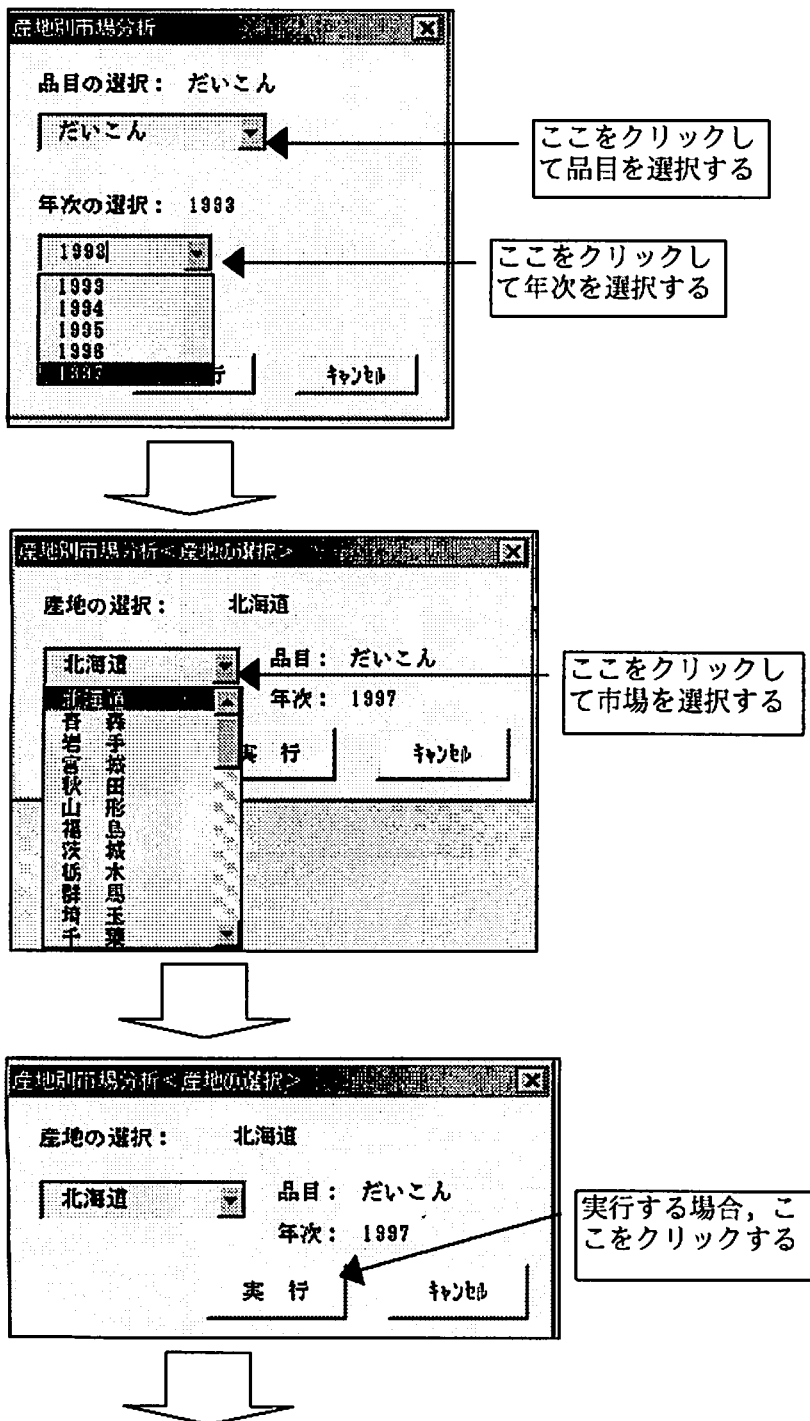 産地別市場分析
品目の選択： だいこん
だいこん
ここをクリックし
て品目を選択する
年次の選択： 1993
1993
ここをクリックし
て年次を選択する
1993
1994
1995
1996
1997
行
ｷｬﾝｾﾙ
産地別市場分析<産地の選択>
産地の選択： 北海道
北海道
品目： だいこん
ここをクリックし
て市場を選択する
年次： 1997
北海道
青 森
岩 手
宮 城
秋 田
山 形
福 島
茨 城
栃 木
群 馬
埼 玉
千 葉
実 行
ｷｬﾝｾﾙ
産地別市場分析<産地の選択>
産地の選択： 北海道
北海道
品目： だいこん
年次： 1997
実行する場合，こ
こをクリックする
実 行
ｷｬﾝｾﾙ